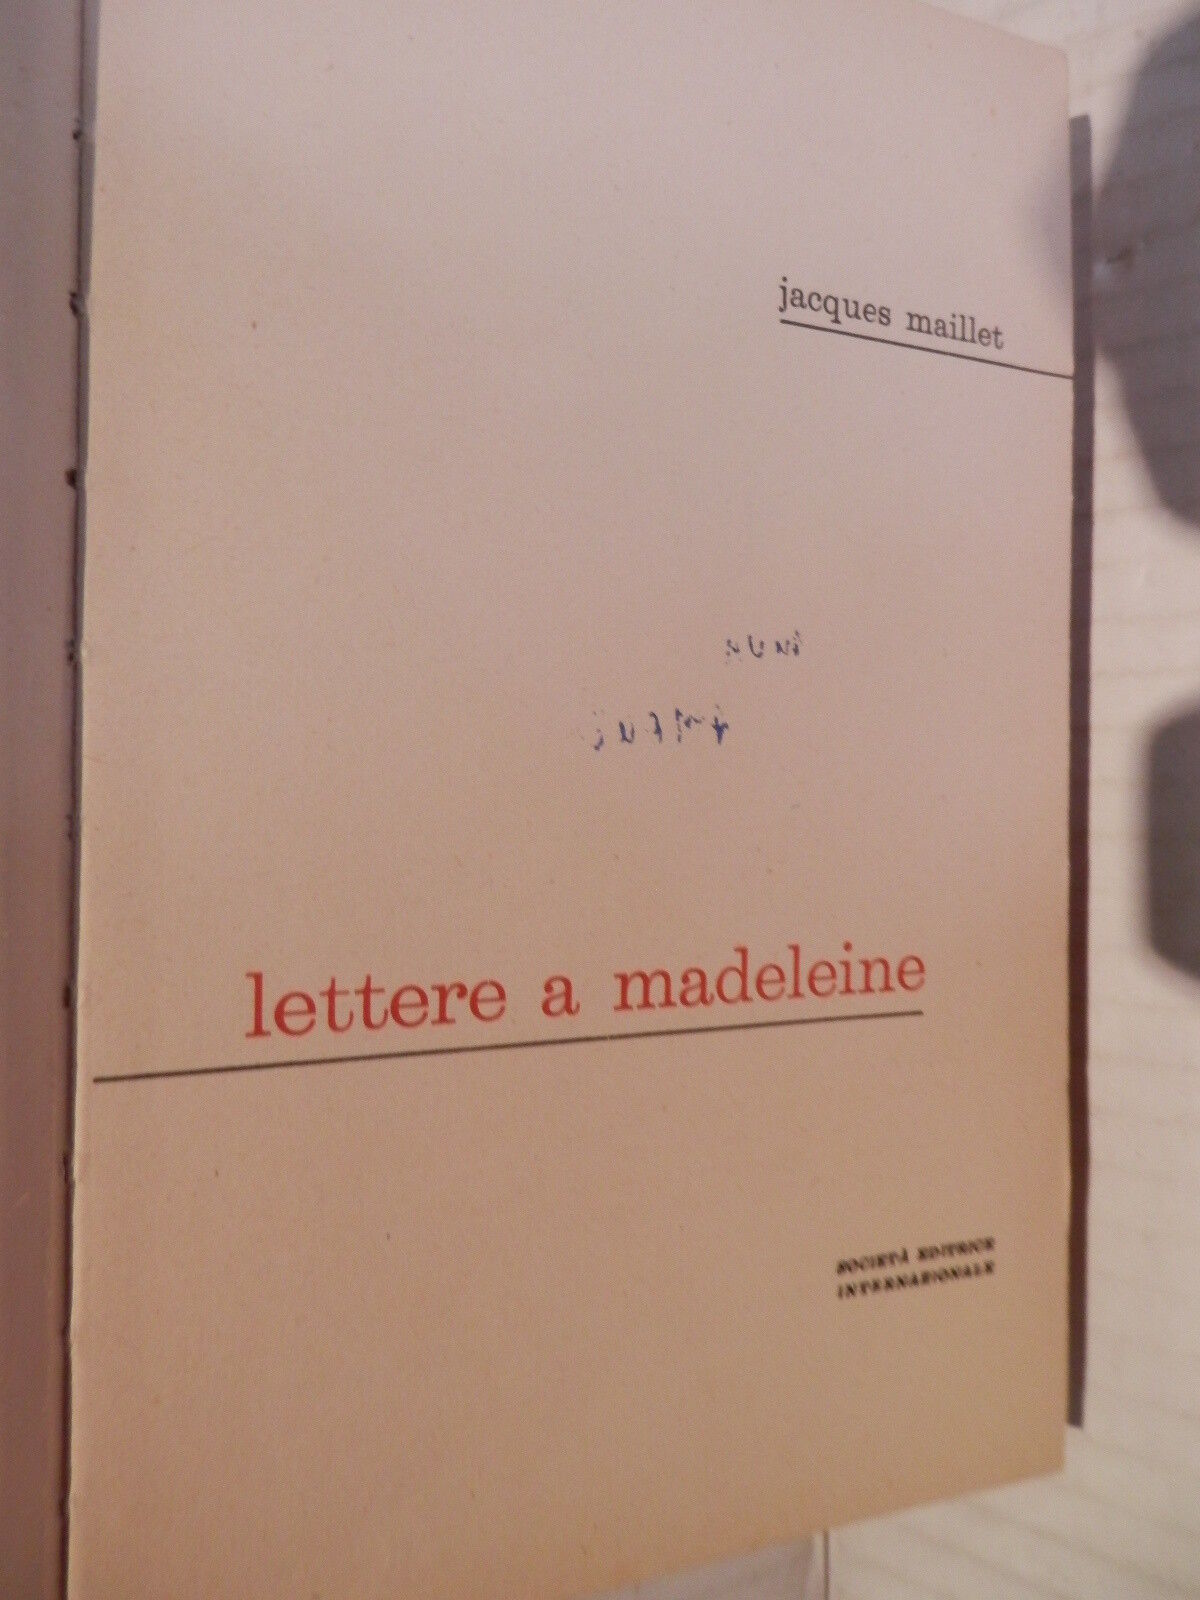 jacques maillet
lettere a madeleine
SOCIETÀ EDITRICE
INTERNAZIONALE